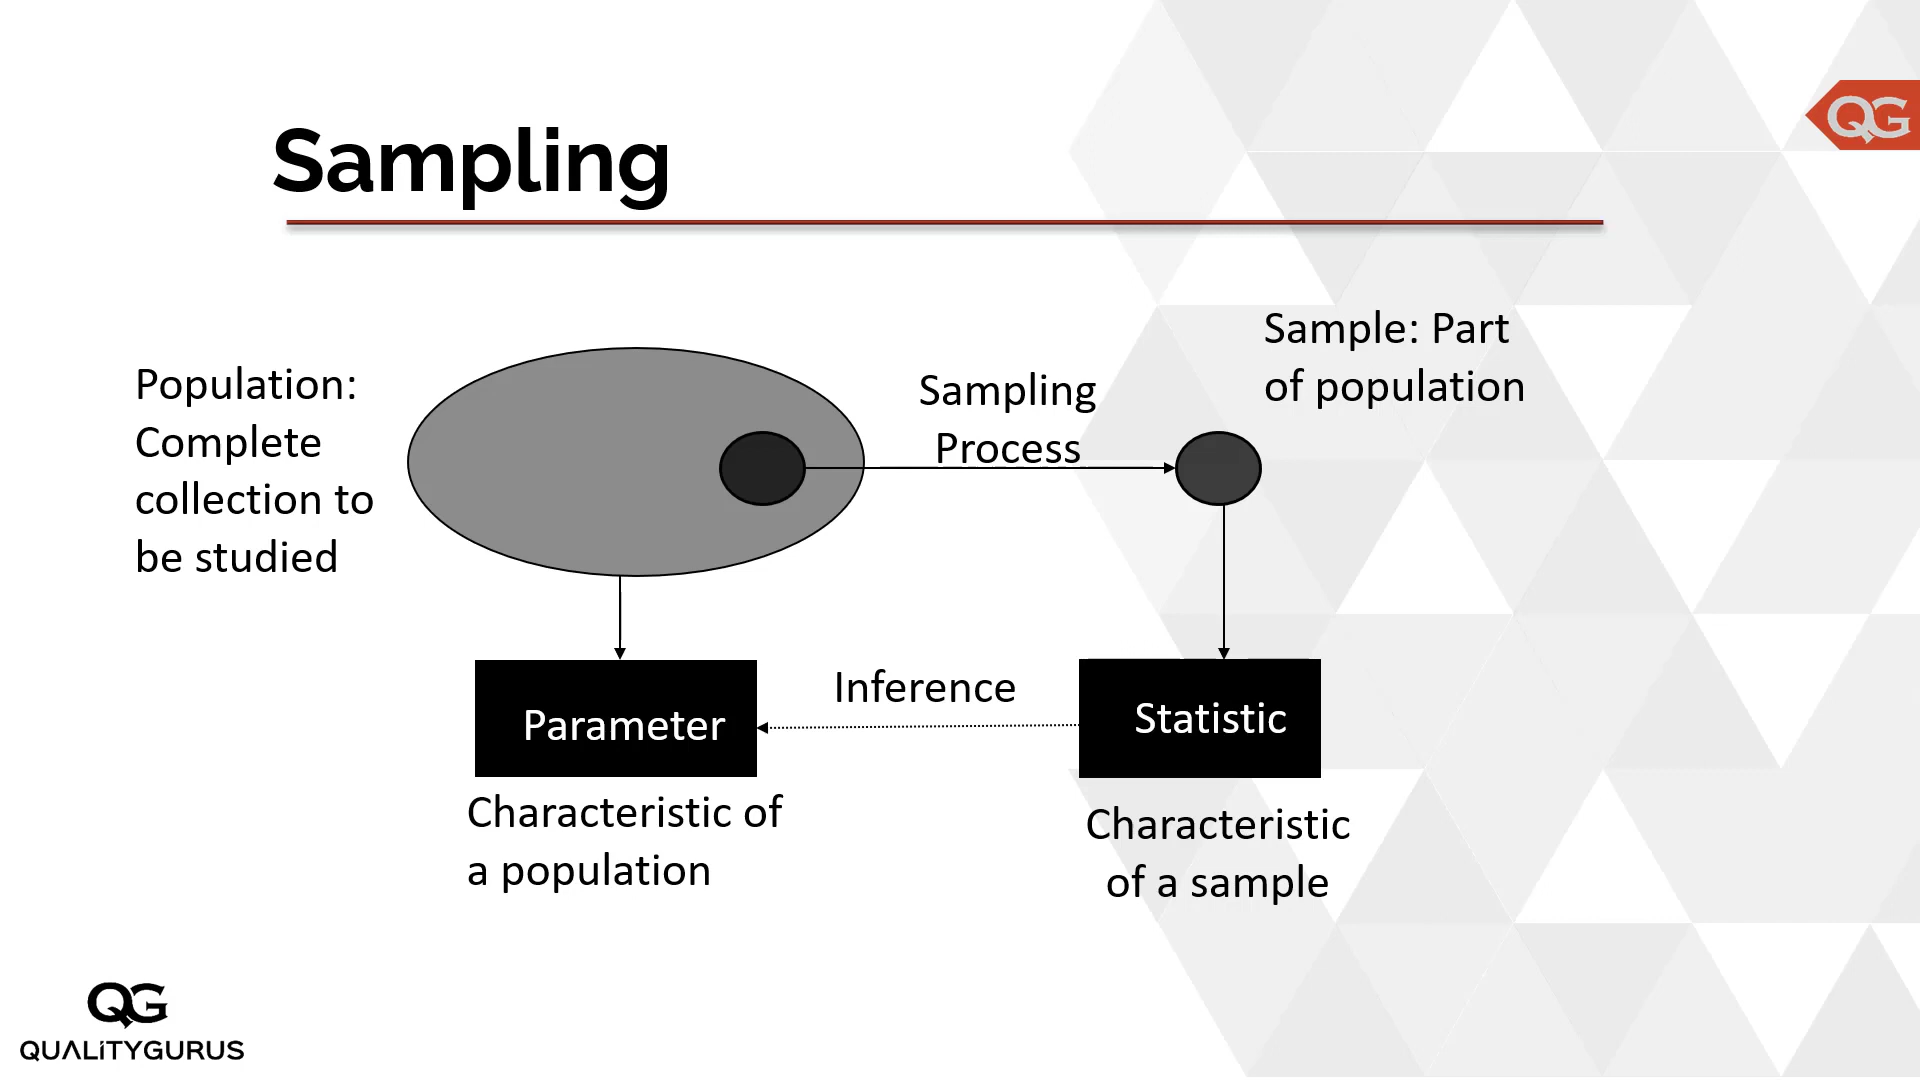 QG
Sampling
Population:
Complete
collection to
be studied
Sampling
Process
Sample: Part
of population
Parameter
Inference
Statistic
Characteristic of
a population
Characteristic
of a sample
QG
QUALITYGURUS